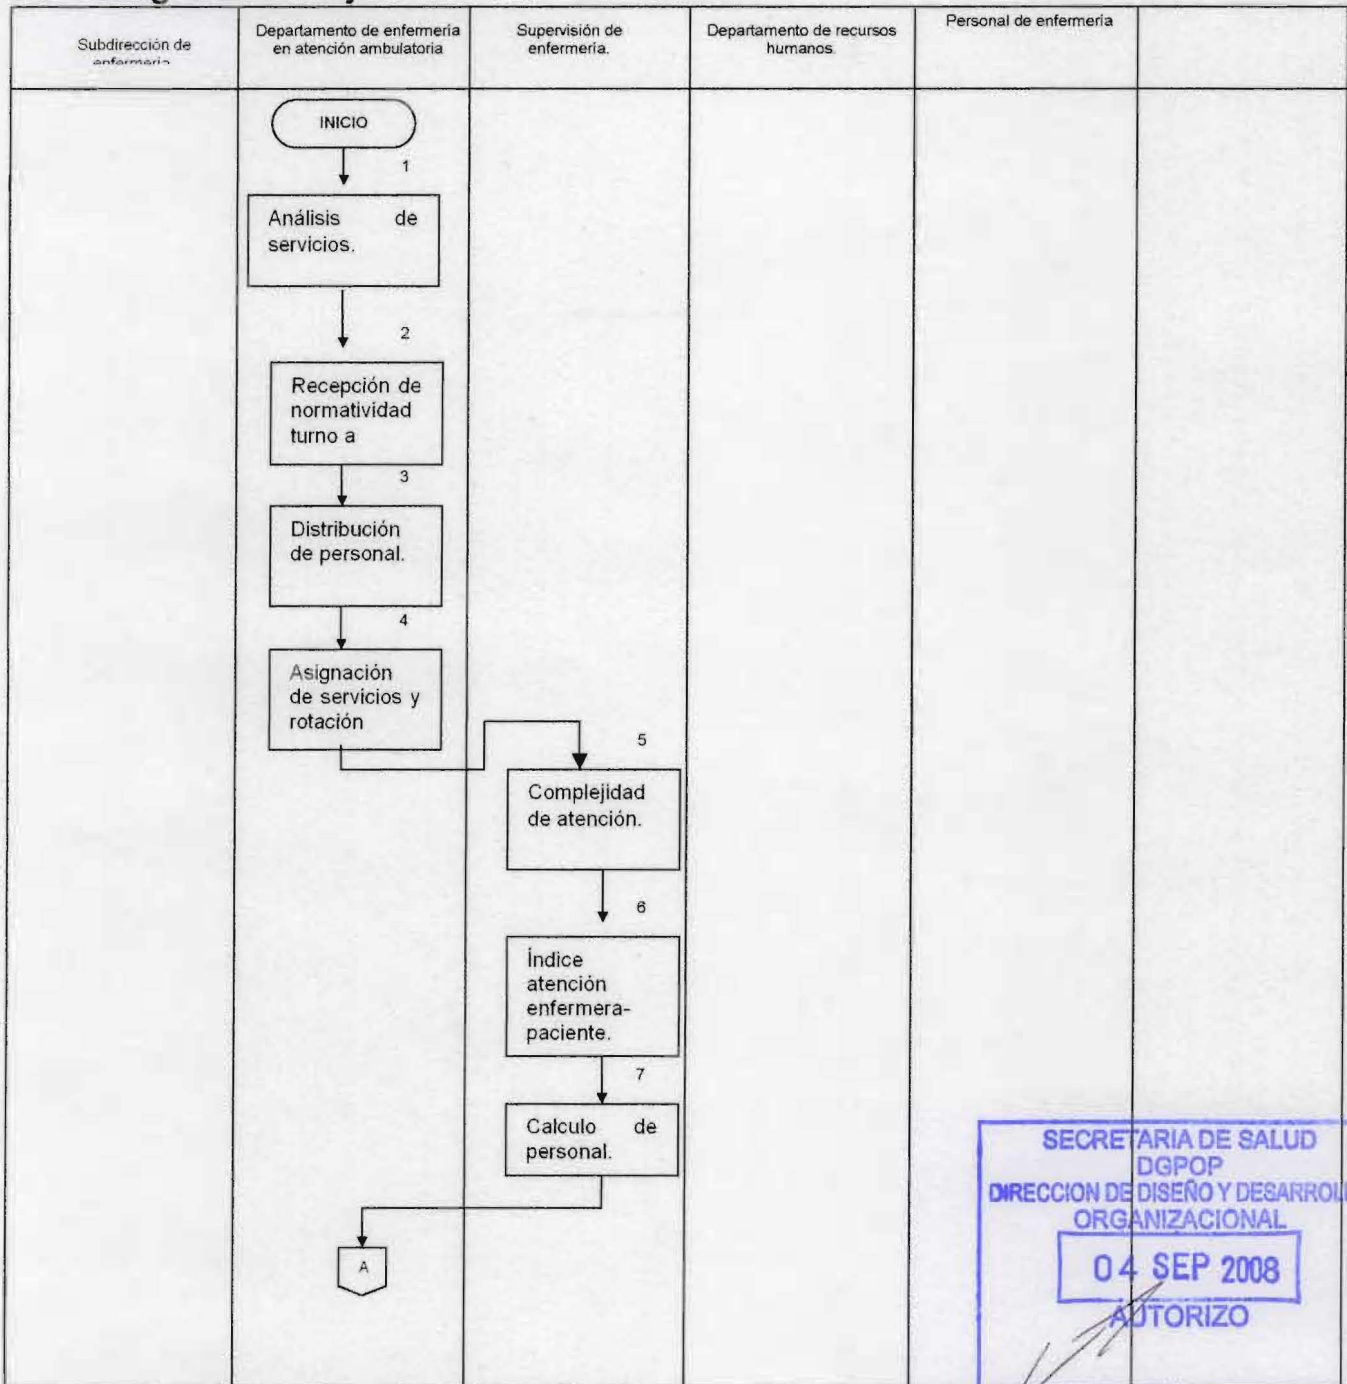 Subdirección de
enfermería
Departamento de enfermería
en atención ambulatoria
Supervisión de
enfermería.
Departamento de recursos
humanos.
Personal de enfermería
INICIO
1
Análisis de
servicios.
2
Recepción de
normatividad
turno a
3
Distribución
de personal.
4
Asignación
de servicios y
rotación
5
Complejidad
de atención.
6
Índice
atención
enfermera-
paciente.
7
Calculo de
personal.
A
SECRETARIA DE SALUD
DGPOP
DIRECCION DE DISEÑO Y DESARROLL
ORGANIZACIONAL
04 SEP 2008
AUTORIZO